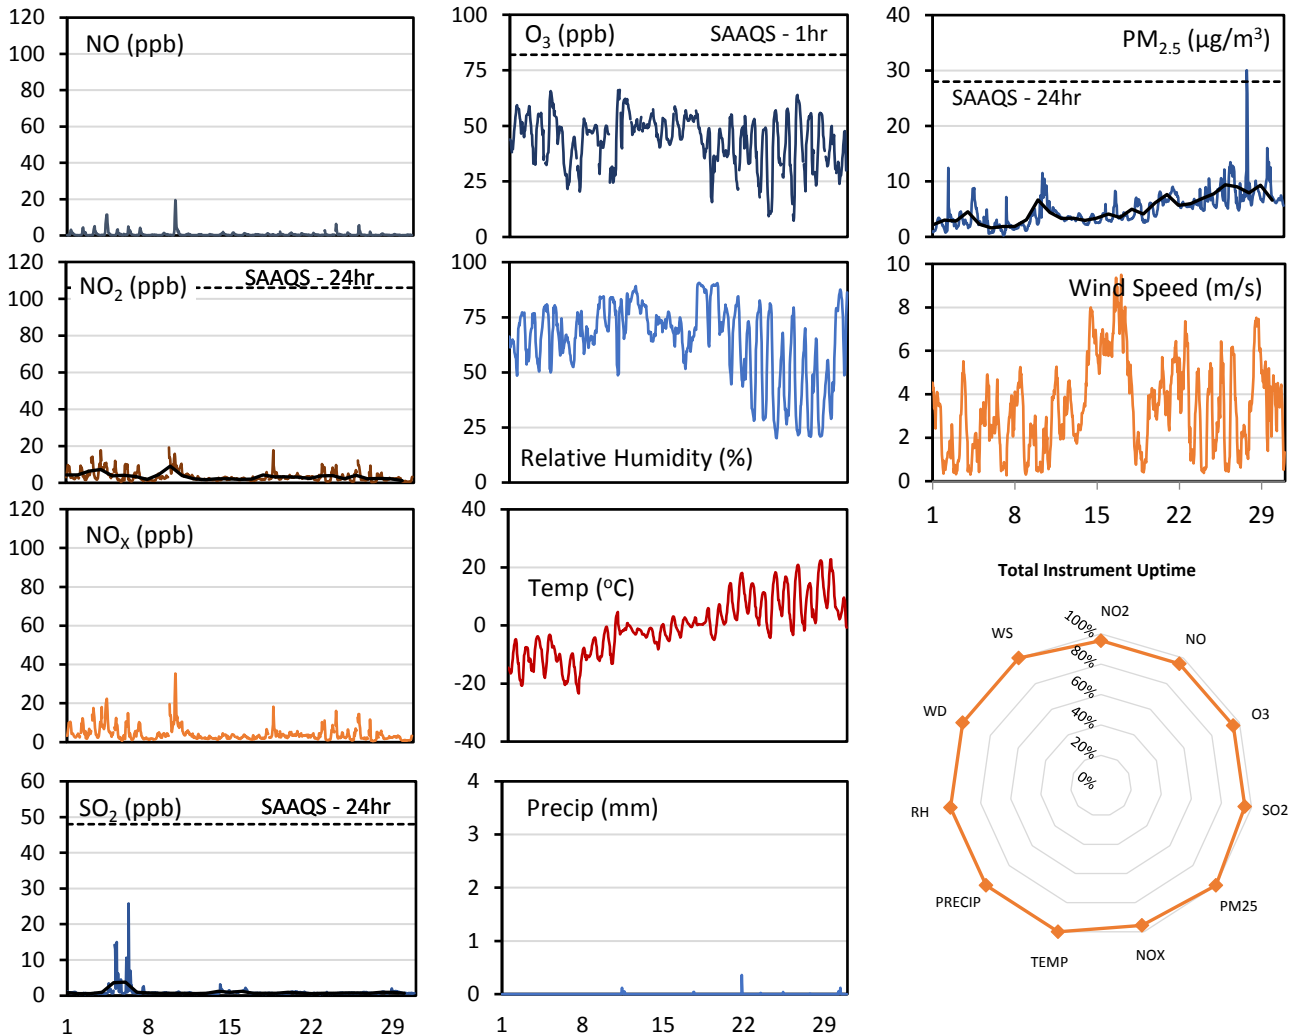 120
100
80
60
40
20
0
NO (ppb)
100
75
50
25
0
O3 (ppb)
SAAQS - 1hr
40
30
20
10
0
PM2.5 (µg/m3)
SAAQS - 24hr
120
100
80
60
40
20
0
NO2 (ppb)
SAAQS - 24hr
100
75
50
25
0
Relative Humidity (%)
10
8
6
4
2
0
Wind Speed (m/s)
1 8 15 22 29
120
100
80
60
40
20
0
NOX (ppb)
40
20
0
-20
-40
Temp (oC)
60
50
40
30
20
10
0
SO2 (ppb)
SAAQS - 24hr
1 8 15 22 29
4
3
2
1
0
Precip (mm)
1 8 15 22 29
Total Instrument Uptime
NO2
NO
O3
SO2
PM25
NOX
TEMP
PRECIP
RH
WD
WS
100%
80%
60%
40%
20%
0%